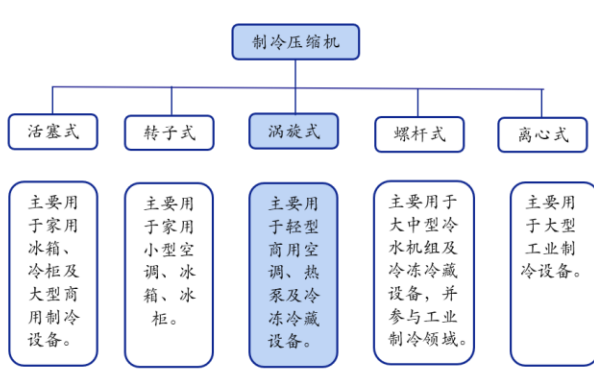 制冷压缩机
活塞式
转子式
涡旋式
螺杆式
离心式
主要用
于家用
冰箱、
冷柜及
大型商
用制冷
设备。
主要用
于家用
小型空
调、冰
箱、冰
柜。
主要用
于轻型
商用空
调、热
泵及冷
冻冷藏
设备。
主要用于
大中型冷
水机组及
冷冻冷藏
设备，并
参与工业
制冷领域。
主要用
于大型
工业制
冷设备。